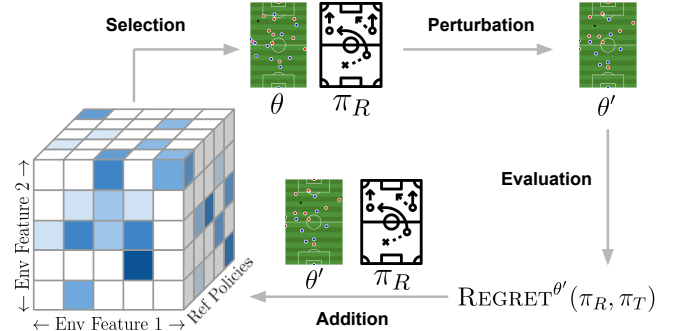 Selection
Perturbation
θ
π_R
θ′
Evaluation
← Env Feature 2 →
θ′
π_R
Ref Policies
REGRET^θ′(π_R, π_T)
← Env Feature 1 →
Addition